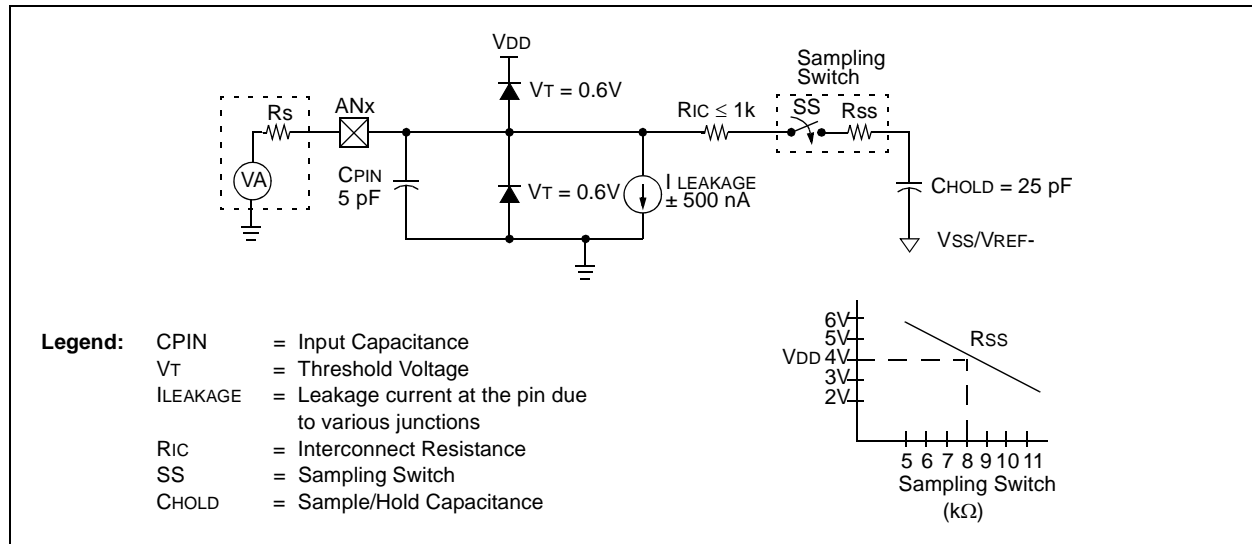 VDD
Sampling
Switch
VT = 0.6V
Rs
ANx
RIC ≤ 1k
SS
RSS
VA
CPIN
5 pF
VT = 0.6V
I LEAKAGE
± 500 nA
CHOLD = 25 pF
VSS/VREF-
Legend: CPIN = Input Capacitance
VT = Threshold Voltage
ILEAKAGE = Leakage current at the pin due
to various junctions
RIC = Interconnect Resistance
SS = Sampling Switch
CHOLD = Sample/Hold Capacitance
6V
5V
RSS
VDD 4V
3V
2V
5 6 7 8 9 10 11
Sampling Switch
(kΩ)